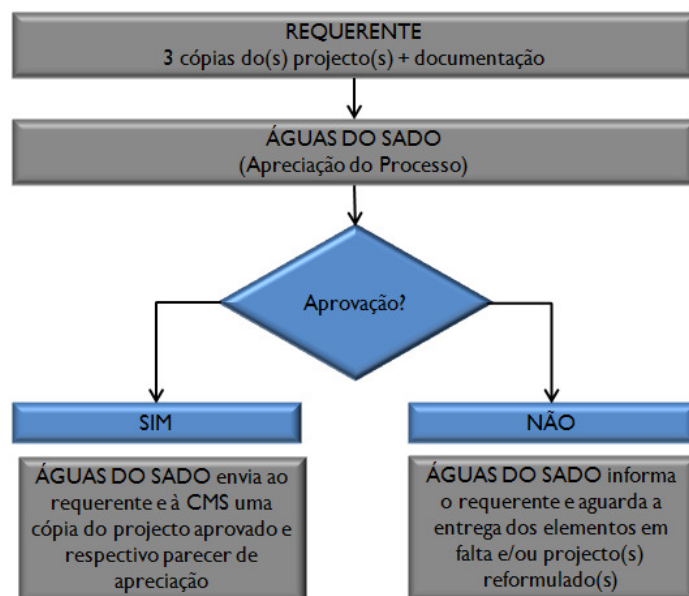 REQUERENTE
3 cópias do(s) projecto(s) + documentação
ÁGUAS DO SADO
(Apreciação do Processo)
Aprovação?
SIM
NÃO
ÁGUAS DO SADO envia ao
requerente e à CMS uma
cópia do projecto aprovado e
respectivo parecer de
apreciação
ÁGUAS DO SADO informa
o requerente e aguarda a
entrega dos elementos em
falta e/ou projecto(s)
reformulado(s)